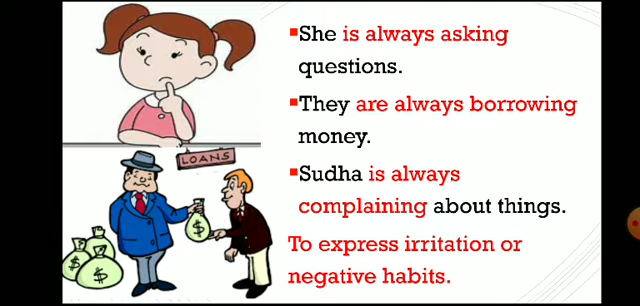 ▪She is always asking
questions.
▪They are always borrowing
money.
▪Sudha is always
complaining about things.
To express irritation or
negative habits.
LOANS
$
$
$
$